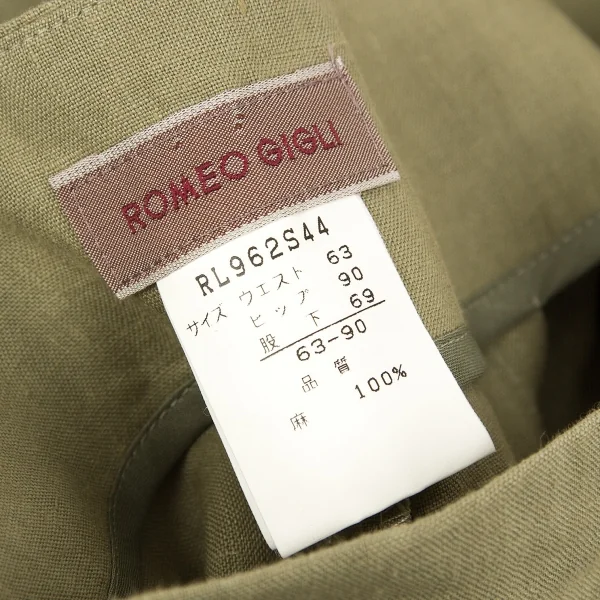 ROMEO GIGLI
RL962S44
サイズ ウエスト 63
ヒップ 90
股下 69
63-90
品質
麻 100%